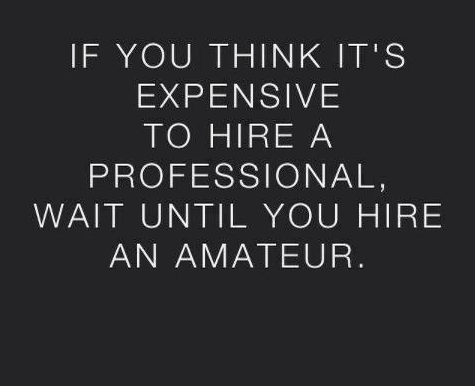 IF YOU THINK IT'S
EXPENSIVE
TO HIRE A
PROFESSIONAL,
WAIT UNTIL YOU HIRE
AN AMATEUR.